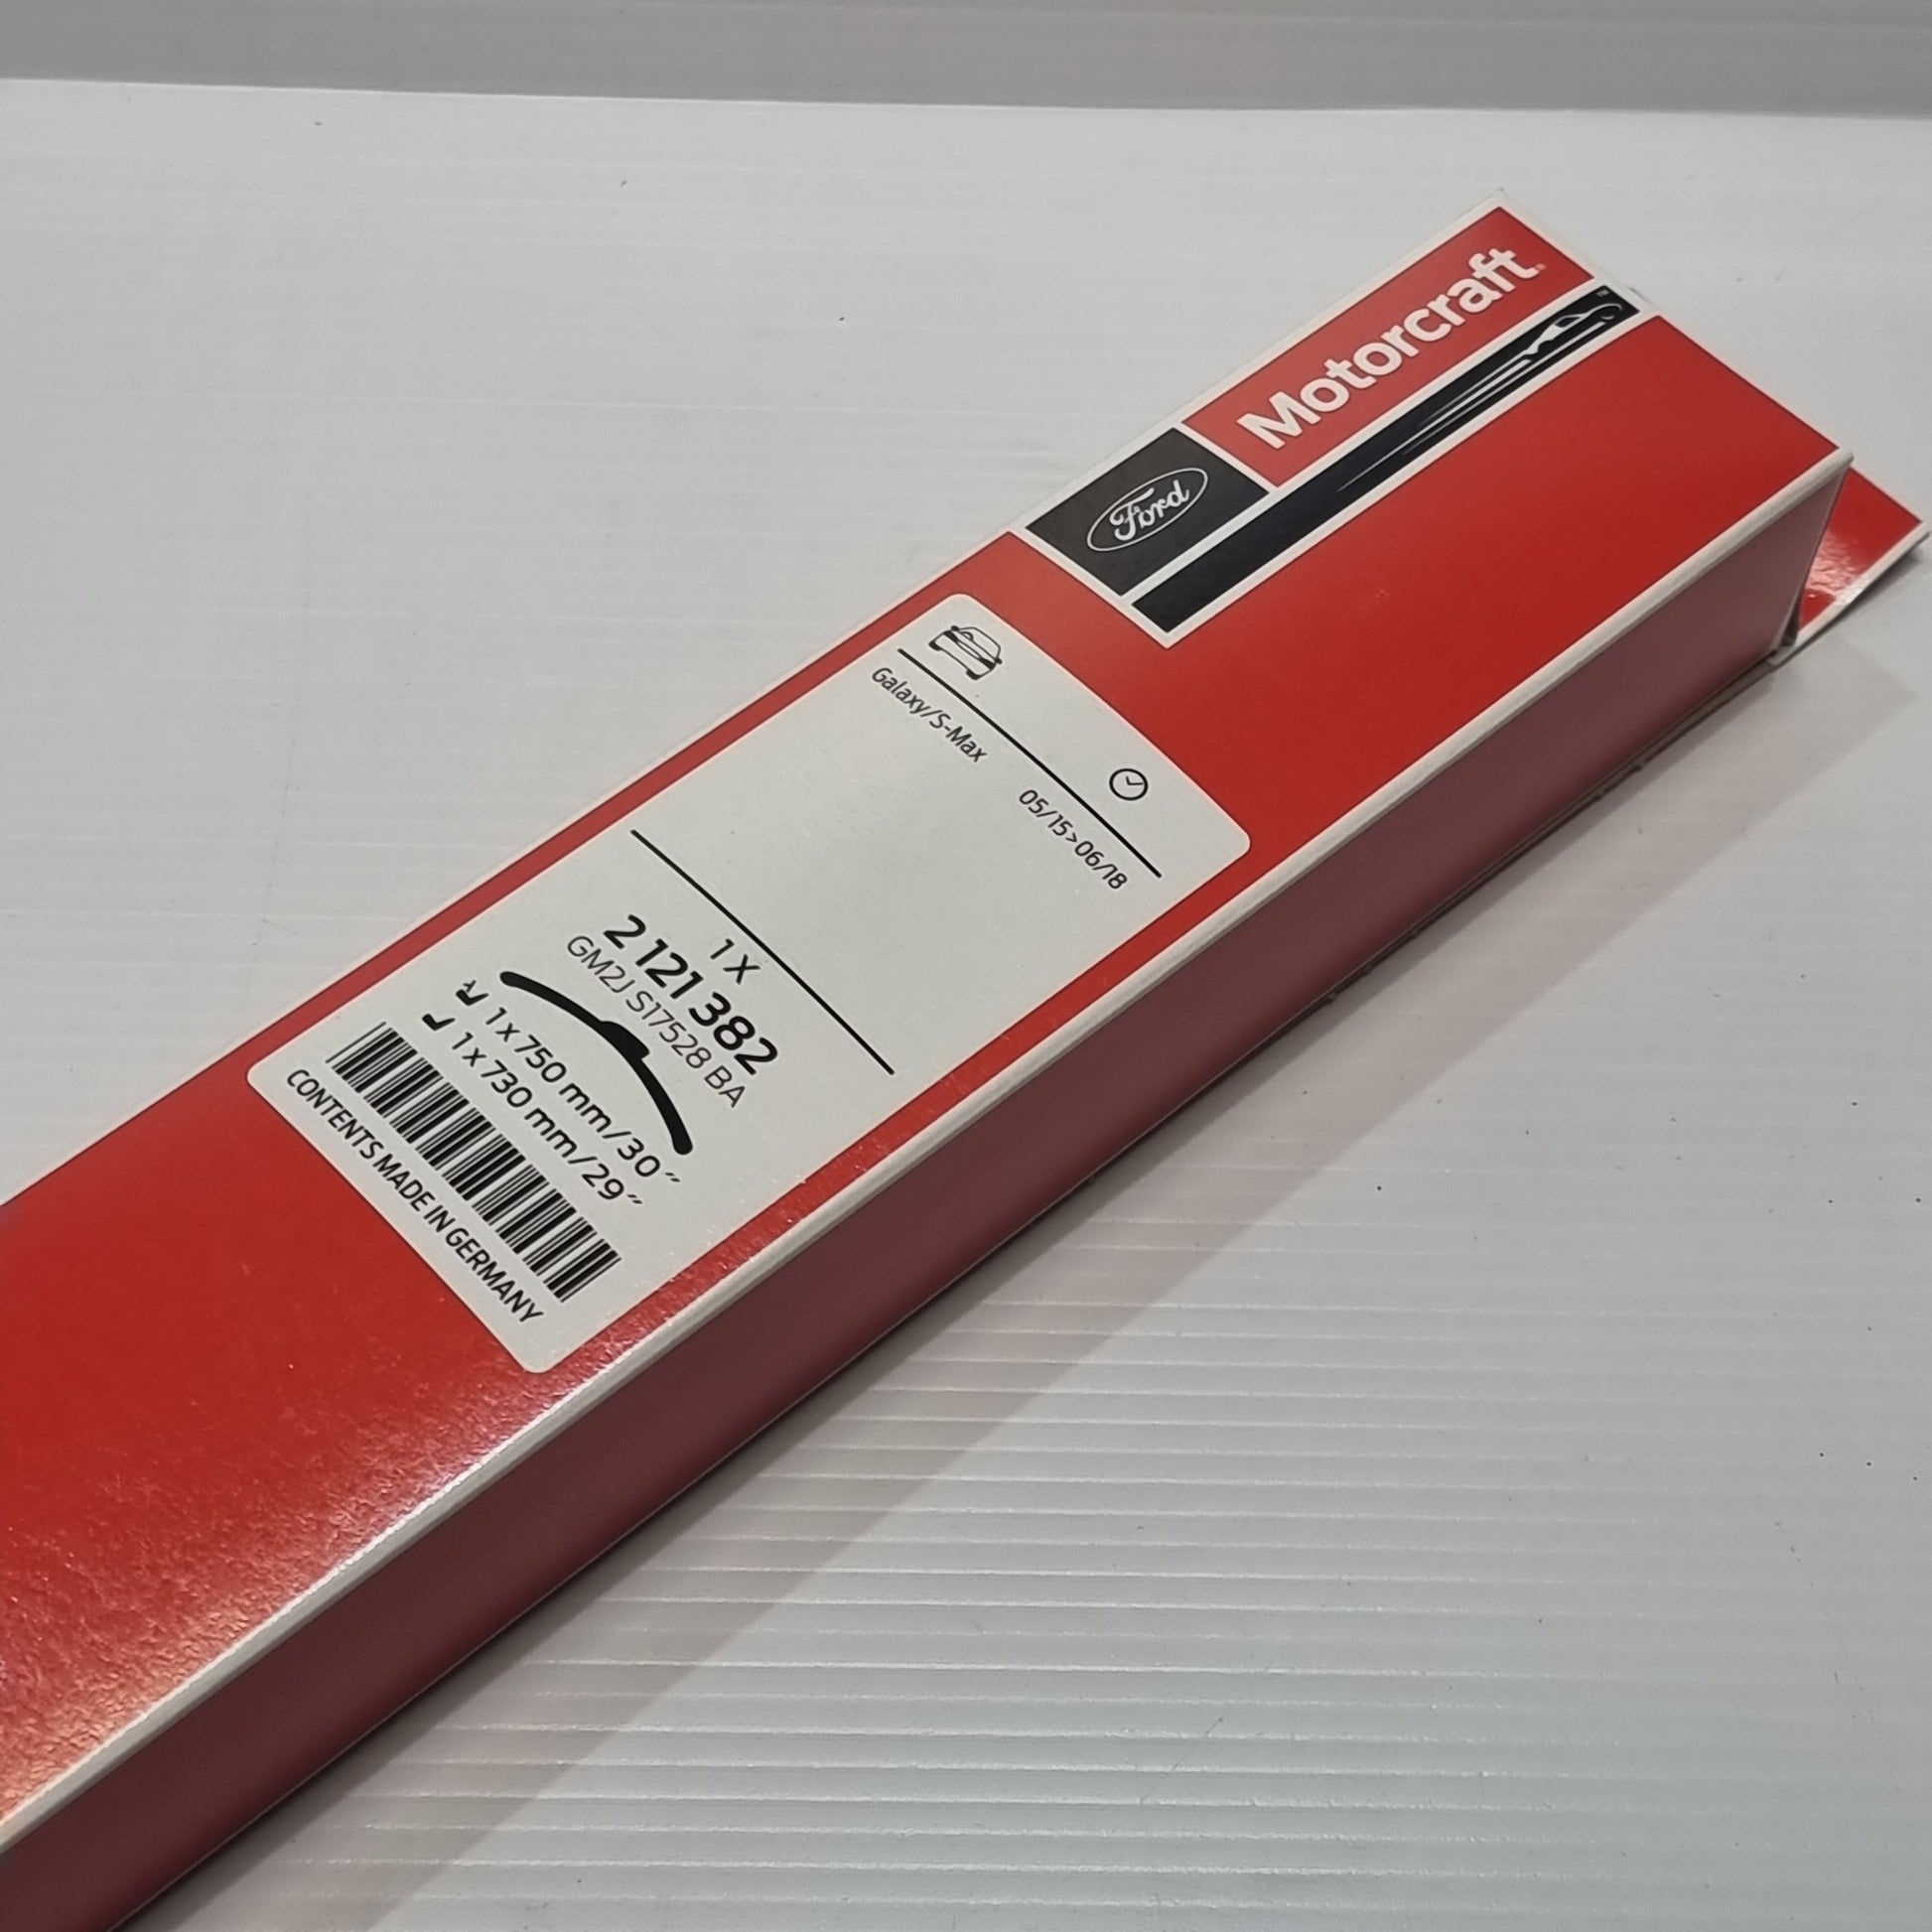 Motorcraft®
Ford
Galaxy/S-Max 05/15>06/18
1 X
2 121 382
GM2J S17528 BA
1 x 750 mm/30″
1 x 730 mm/29″
CONTENTS MADE IN GERMANY